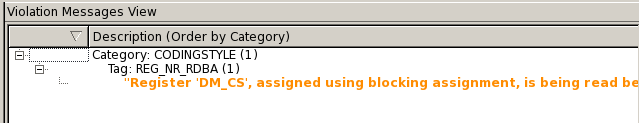 Violation Messages View
Description (Order by Category)
Category: CODINGSTYLE (1)
Tag: REG_NR_RDBA (1)
"Register 'DM_CS', assigned using blocking assignment, is being read be